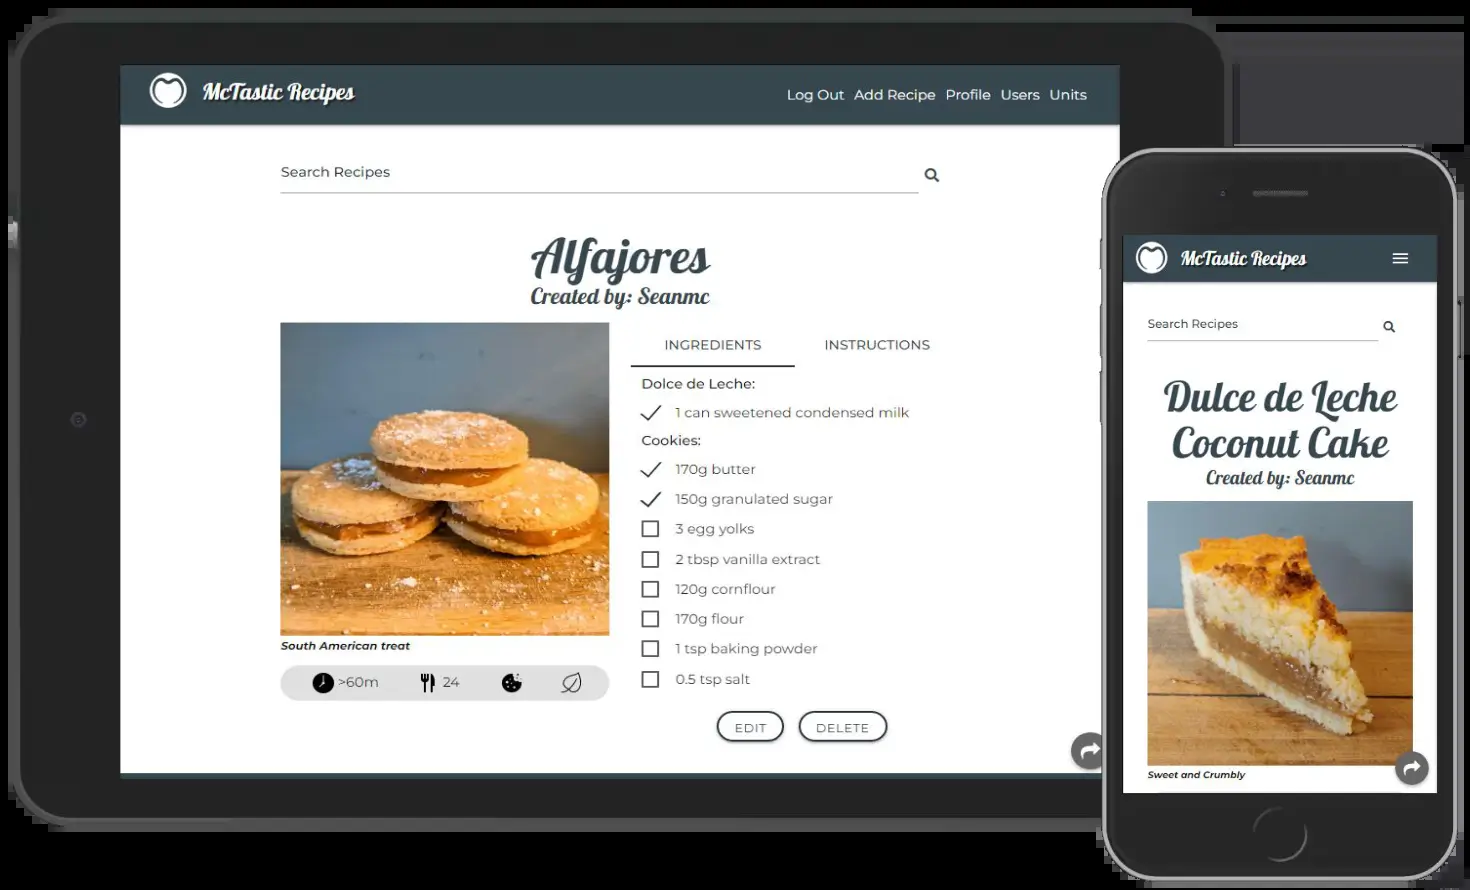 McTastic Recipes
Log Out Add Recipe Profile Users Units
Search Recipes
Alfajores
Created by: Seanmc
INGREDIENTS INSTRUCTIONS
Dolce de Leche:
1 can sweetened condensed milk
Cookies:
170g butter
150g granulated sugar
3 egg yolks
2 tbsp vanilla extract
120g cornflour
170g flour
1 tsp baking powder
0.5 tsp salt
South American treat
>60m 24
EDIT DELETE
McTastic Recipes
Search Recipes
Dulce de Leche
Coconut Cake
Created by: Seanmc
Sweet and Crumbly